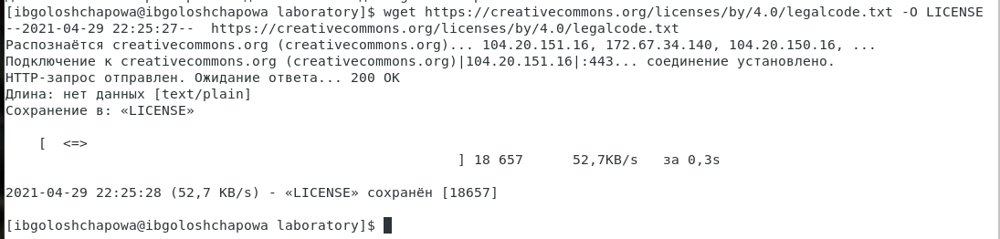 [ibgoloshchapowa@ibgoloshchapowa laboratory]$ wget https://creativecommons.org/licenses/by/4.0/legalcode.txt -O LICENSE
--2021-04-29 22:25:27--  https://creativecommons.org/licenses/by/4.0/legalcode.txt
Распознаётся creativecommons.org (creativecommons.org)... 104.20.151.16, 172.67.34.140, 104.20.150.16, ...
Подключение к creativecommons.org (creativecommons.org)|104.20.151.16|:443... соединение установлено.
HTTP-запрос отправлен. Ожидание ответа... 200 OK
Длина: нет данных [text/plain]
Сохранение в: «LICENSE»
[  <=>
] 18 657      52,7KB/s   за 0,3s
2021-04-29 22:25:28 (52,7 KB/s) - «LICENSE» сохранён [18657]
[ibgoloshchapowa@ibgoloshchapowa laboratory]$